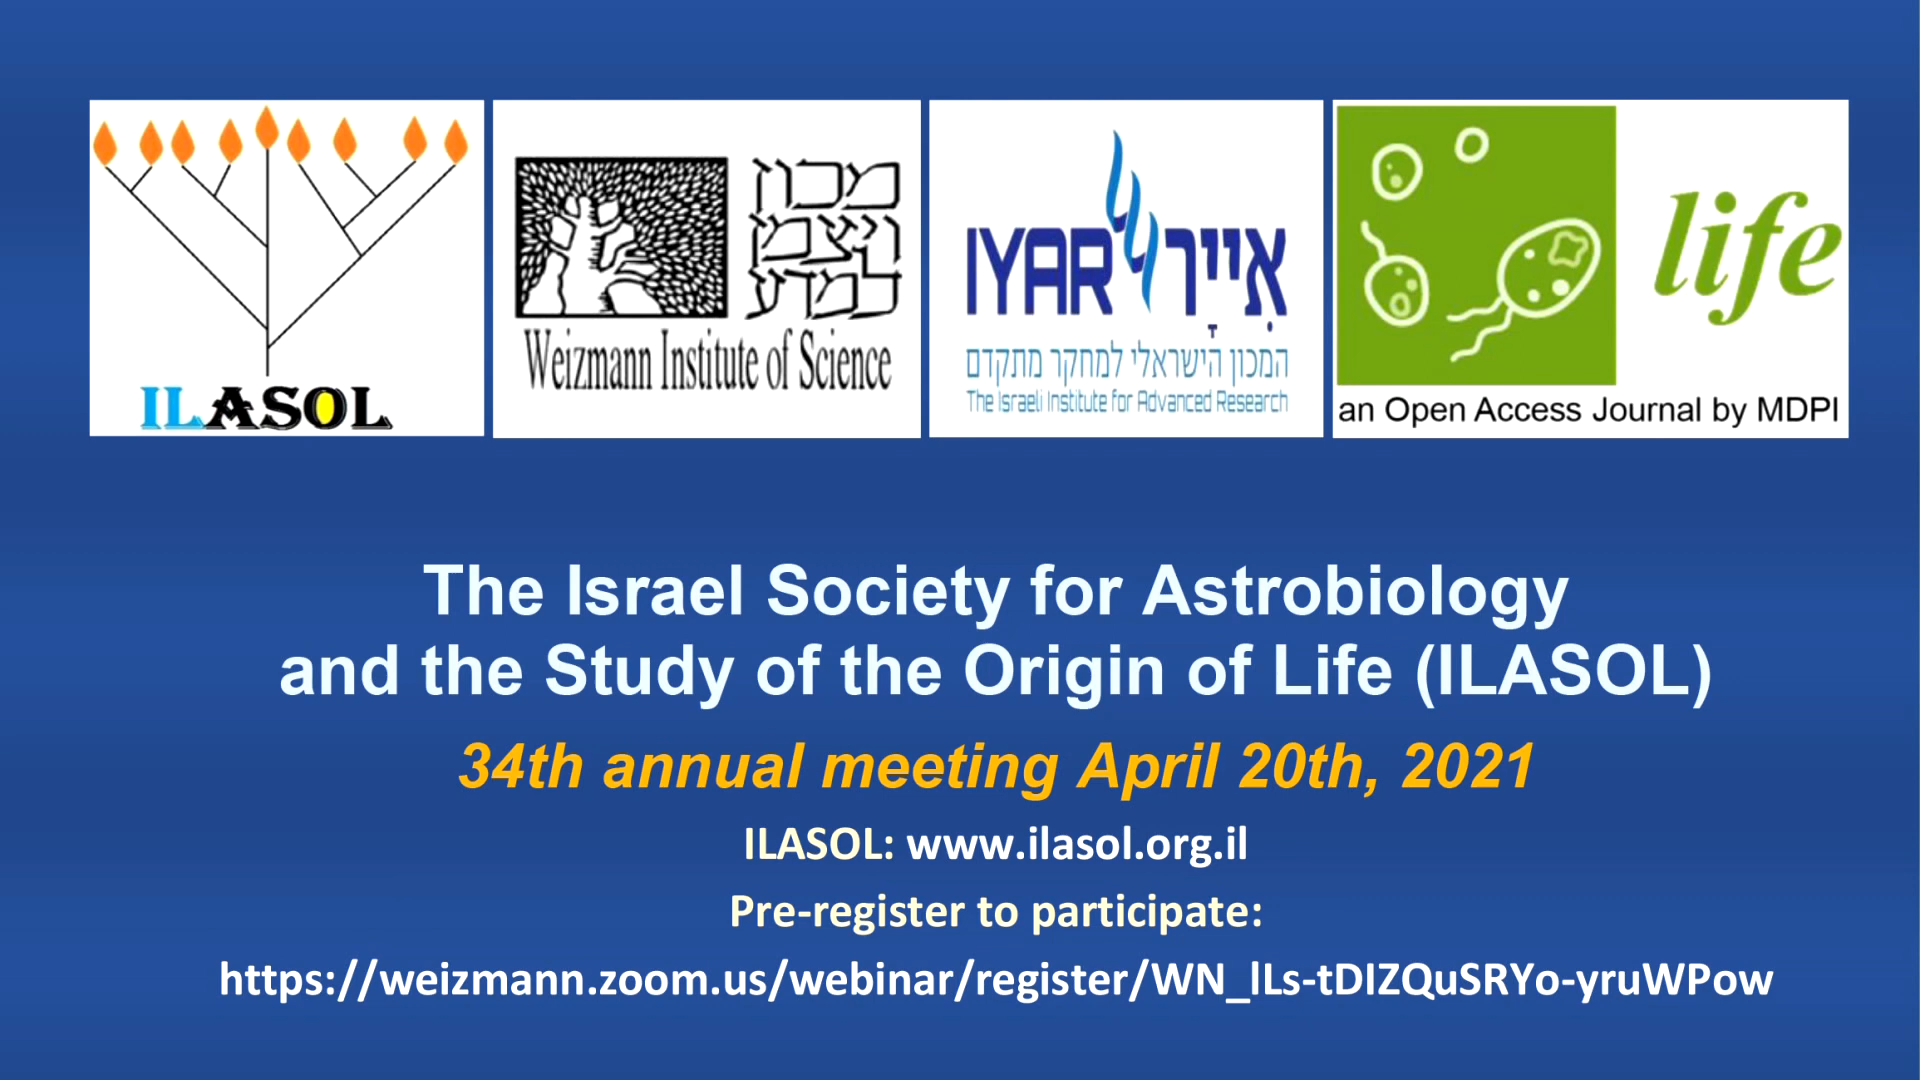 ILASOL
מכון
ויצמן
למדע
Weizmann Institute of Science
IYAR אִייָר
המכון הישראלי למחקר מתקדם
The Israeli Institute for Advanced Research
life
an Open Access Journal by MDPI
The Israel Society for Astrobiology
and the Study of the Origin of Life (ILASOL)
34th annual meeting April 20th, 2021
ILASOL: www.ilasol.org.il
Pre-register to participate:
https://weizmann.zoom.us/webinar/register/WN_lLs-tDIZQuSRYo-yruWPow